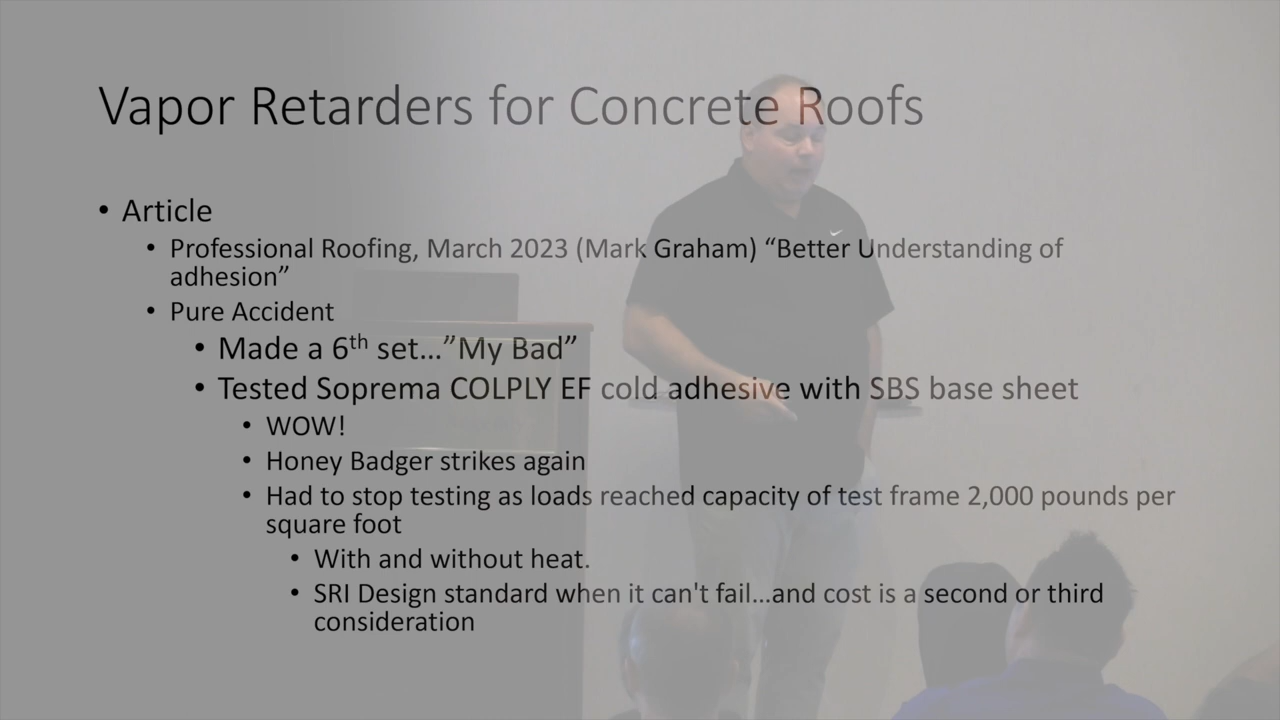 Vapor Retarders for Concrete Roofs
• Article
• Professional Roofing, March 2023 (Mark Graham) “Better Understanding of
adhesion”
• Pure Accident
• Made a 6th set…”My Bad”
• Tested Soprema COLPLY EF cold adhesive with SBS base sheet
• WOW!
• Honey Badger strikes again
• Had to stop testing as loads reached capacity of test frame 2,000 pounds per
square foot
• With and without heat.
• SRI Design standard when it can't fail…and cost is a second or third
consideration